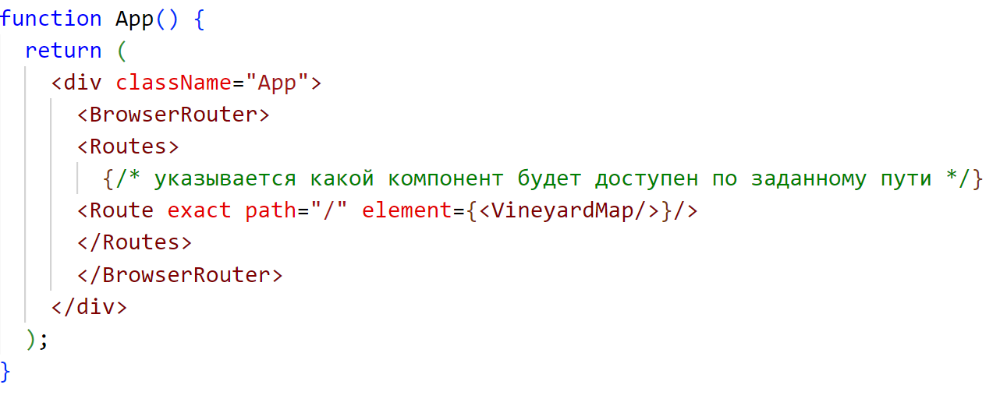 function App() {
  return (
    <div className="App">
      <BrowserRouter>
      <Routes>
        {/* указывается какой компонент будет доступен по заданному пути */}
      <Route exact path="/" element={<VineyardMap/>}/>
      </Routes>
      </BrowserRouter>
    </div>
  );
}